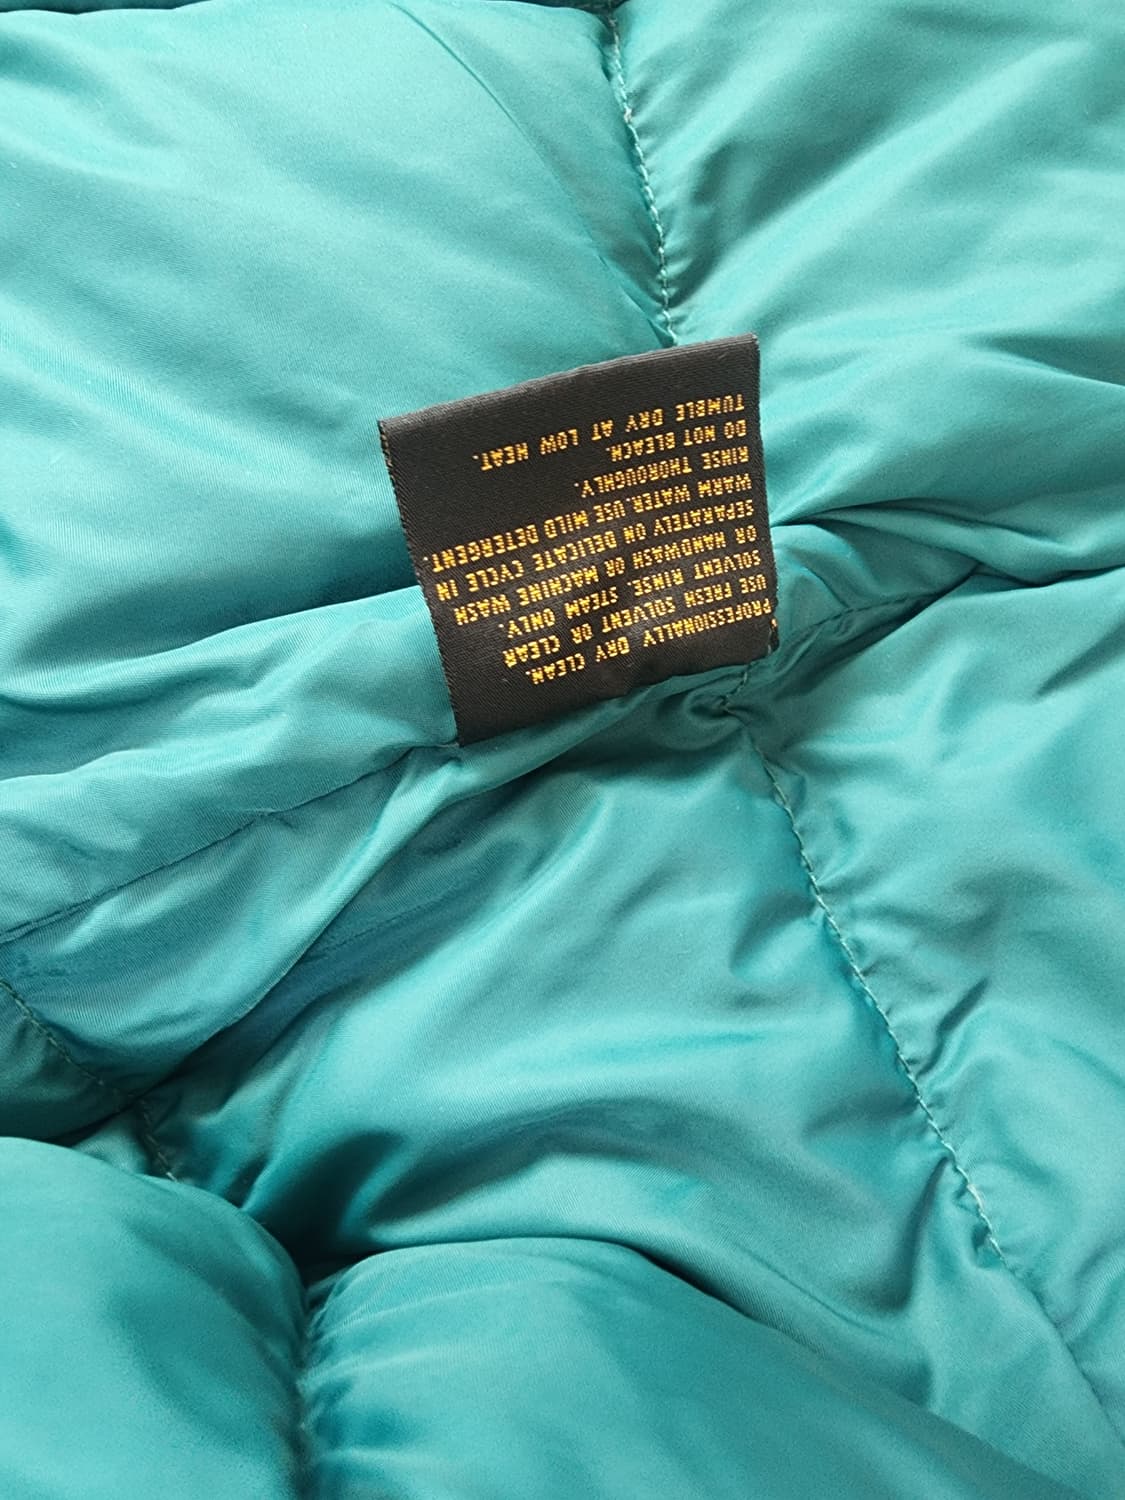 PROFESSIONALLY DRY CLEAN.
USE FRESH SOLVENT OR CLEAR
SOLVENT RINSE. STEAM ONLY.
OR HANDWASH OR MACHINE WASH
SEPARATELY ON DELICATE CYCLE IN
WARM WATER. USE MILD DETERGENT.
RINSE THOROUGHLY.
DO NOT BLEACH.
TUMBLE DRY AT LOW HEAT.